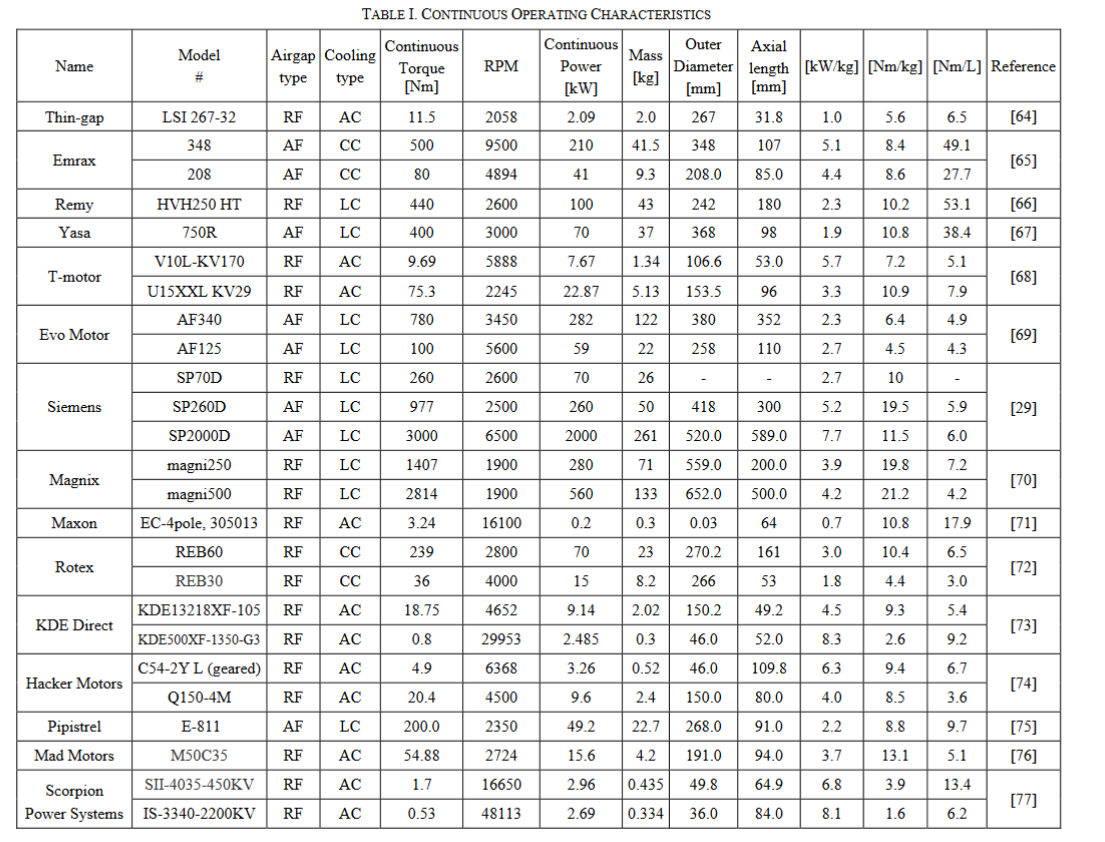 TABLE I. CONTINUOUS OPERATING CHARACTERISTICS
Name | Model # | Airgap type | Cooling type | Continuous Torque [Nm] | RPM | Continuous Power [kW] | Mass [kg] | Outer Diameter [mm] | Axial length [mm] | [kW/kg] | [Nm/kg] | [Nm/L] | Reference
Thin-gap | LSI 267-32 | RF | AC | 11.5 | 2058 | 2.09 | 2.0 | 267 | 31.8 | 1.0 | 5.6 | 6.5 | [64]
Emrax | 348 | AF | CC | 500 | 9500 | 210 | 41.5 | 348 | 107 | 5.1 | 8.4 | 49.1 | [65]
208 | AF | CC | 80 | 4894 | 41 | 9.3 | 208.0 | 85.0 | 4.4 | 8.6 | 27.7
Remy | HVH250 HT | RF | LC | 440 | 2600 | 100 | 43 | 242 | 180 | 2.3 | 10.2 | 53.1 | [66]
Yasa | 750R | AF | LC | 400 | 3000 | 70 | 37 | 368 | 98 | 1.9 | 10.8 | 38.4 | [67]
T-motor | V10L-KV170 | RF | AC | 9.69 | 5888 | 7.67 | 1.34 | 106.6 | 53.0 | 5.7 | 7.2 | 5.1 | [68]
U15XXL KV29 | RF | AC | 75.3 | 2245 | 22.87 | 5.13 | 153.5 | 96 | 3.3 | 10.9 | 7.9
Evo Motor | AF340 | AF | LC | 780 | 3450 | 282 | 122 | 380 | 352 | 2.3 | 6.4 | 4.9 | [69]
AF125 | AF | LC | 100 | 5600 | 59 | 22 | 258 | 110 | 2.7 | 4.5 | 4.3
Siemens | SP70D | RF | LC | 260 | 2600 | 70 | 26 | - | - | 2.7 | 10 | - | [29]
SP260D | AF | LC | 977 | 2500 | 260 | 50 | 418 | 300 | 5.2 | 19.5 | 5.9
SP2000D | AF | LC | 3000 | 6500 | 2000 | 261 | 520.0 | 589.0 | 7.7 | 11.5 | 6.0
Magnix | magni250 | RF | LC | 1407 | 1900 | 280 | 71 | 559.0 | 200.0 | 3.9 | 19.8 | 7.2 | [70]
magni500 | RF | LC | 2814 | 1900 | 560 | 133 | 652.0 | 500.0 | 4.2 | 21.2 | 4.2
Maxon | EC-4pole, 305013 | RF | AC | 3.24 | 16100 | 0.2 | 0.3 | 0.03 | 64 | 0.7 | 10.8 | 17.9 | [71]
Rotex | REB60 | RF | CC | 239 | 2800 | 70 | 23 | 270.2 | 161 | 3.0 | 10.4 | 6.5 | [72]
REB30 | RF | CC | 36 | 4000 | 15 | 8.2 | 266 | 53 | 1.8 | 4.4 | 3.0
KDE Direct | KDE13218XF-105 | RF | AC | 18.75 | 4652 | 9.14 | 2.02 | 150.2 | 49.2 | 4.5 | 9.3 | 5.4 | [73]
KDE500XF-1350-G3 | RF | AC | 0.8 | 29953 | 2.485 | 0.3 | 46.0 | 52.0 | 8.3 | 2.6 | 9.2
Hacker Motors | C54-2Y L (geared) | RF | AC | 4.9 | 6368 | 3.26 | 0.52 | 46.0 | 109.8 | 6.3 | 9.4 | 6.7 | [74]
Q150-4M | RF | AC | 20.4 | 4500 | 9.6 | 2.4 | 150.0 | 80.0 | 4.0 | 8.5 | 3.6
Pipistrel | E-811 | AF | LC | 200.0 | 2350 | 49.2 | 22.7 | 268.0 | 91.0 | 2.2 | 8.8 | 9.7 | [75]
Mad Motors | M50C35 | RF | AC | 54.88 | 2724 | 15.6 | 4.2 | 191.0 | 94.0 | 3.7 | 13.1 | 5.1 | [76]
Scorpion Power Systems | SII-4035-450KV | RF | AC | 1.7 | 16650 | 2.96 | 0.435 | 49.8 | 64.9 | 6.8 | 3.9 | 13.4 | [77]
IS-3340-2200KV | RF | AC | 0.53 | 48113 | 2.69 | 0.334 | 36.0 | 84.0 | 8.1 | 1.6 | 6.2